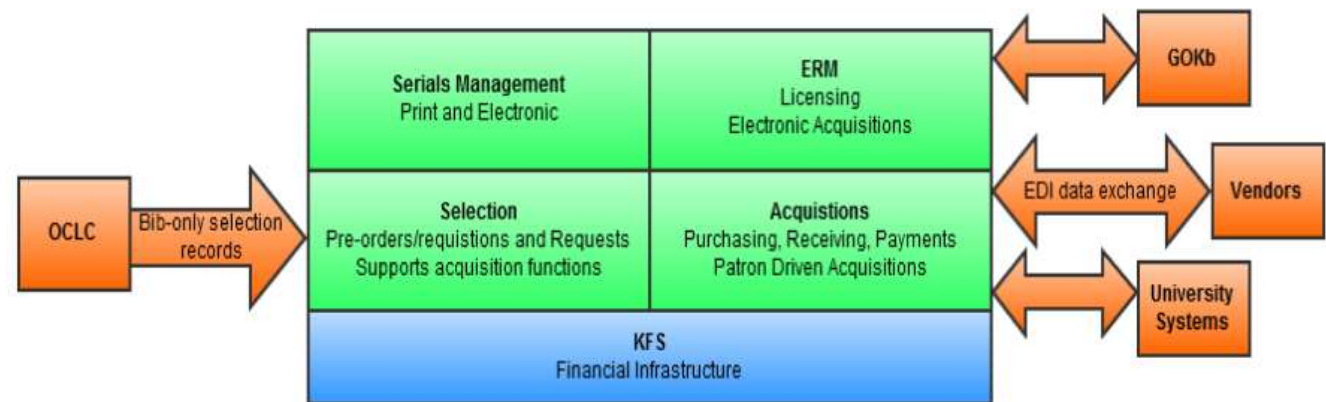 Serials Management
Print and Electronic
ERM
Licensing
Electronic Acquisitions
GOKb
OCLC
Bib-only selection
records
Selection
Pre-orders/requistions and Requests
Supports acquisition functions
Acquistions
Purchasing, Receiving, Payments
Patron Driven Acquisitions
EDI data exchange
Vendors
University
Systems
KFS
Financial Infrastructure